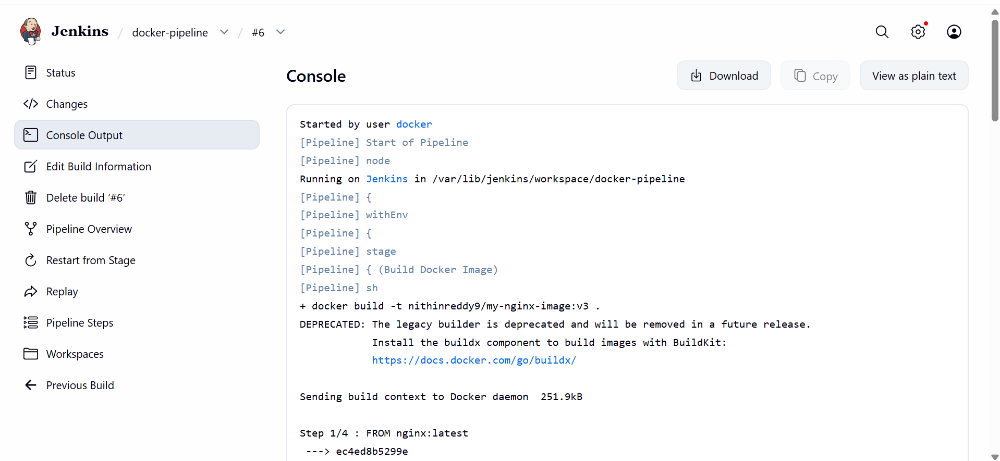 Jenkins / docker-pipeline / #6
Status
Changes
Console Output
Edit Build Information
Delete build ‘#6’
Pipeline Overview
Restart from Stage
Replay
Pipeline Steps
Workspaces
Previous Build
Console
Download
Copy
View as plain text
Started by user docker
[Pipeline] Start of Pipeline
[Pipeline] node
Running on Jenkins in /var/lib/jenkins/workspace/docker-pipeline
[Pipeline] {
[Pipeline] withEnv
[Pipeline] {
[Pipeline] stage
[Pipeline] { (Build Docker Image)
[Pipeline] sh
+ docker build -t nithinreddy9/my-nginx-image:v3 .
DEPRECATED: The legacy builder is deprecated and will be removed in a future release.
Install the buildx component to build images with BuildKit:
https://docs.docker.com/go/buildx/
Sending build context to Docker daemon  251.9kB
Step 1/4 : FROM nginx:latest
---> ec4ed8b5299e